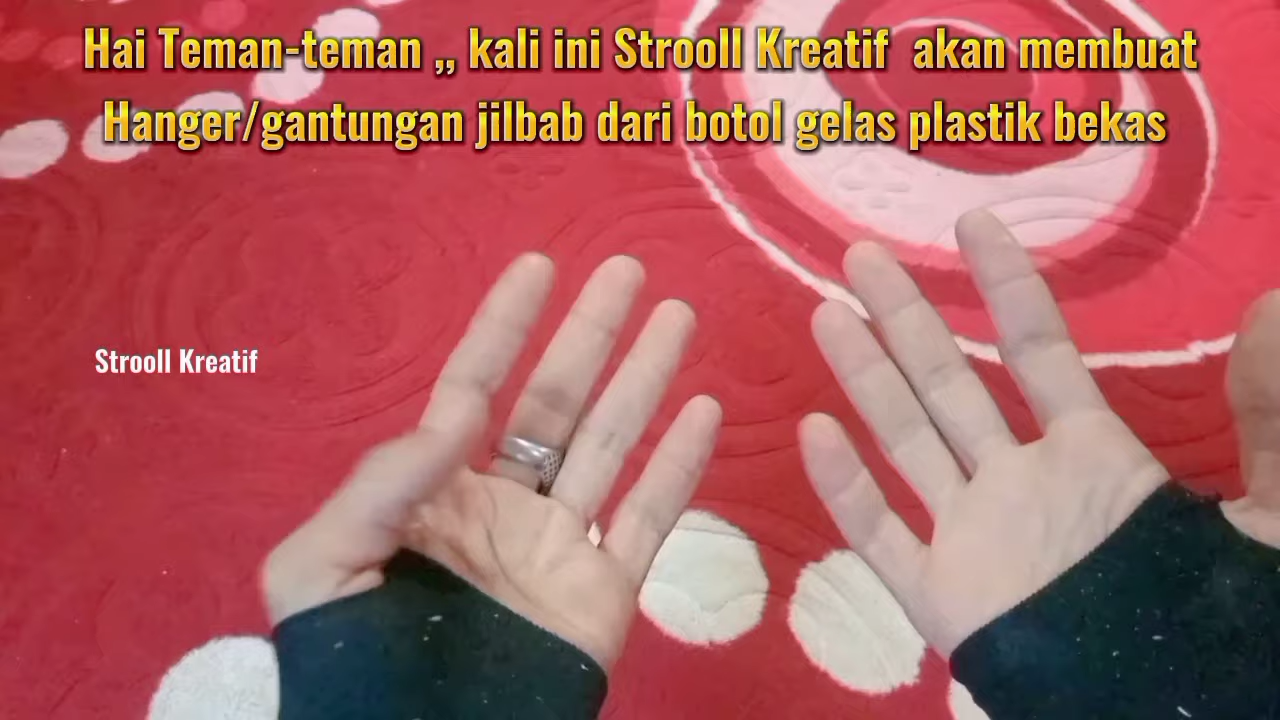 Hai Teman-teman ,, kali ini Strooll Kreatif akan membuat
Hanger/gantungan jilbab dari botol gelas plastik bekas
Strooll Kreatif